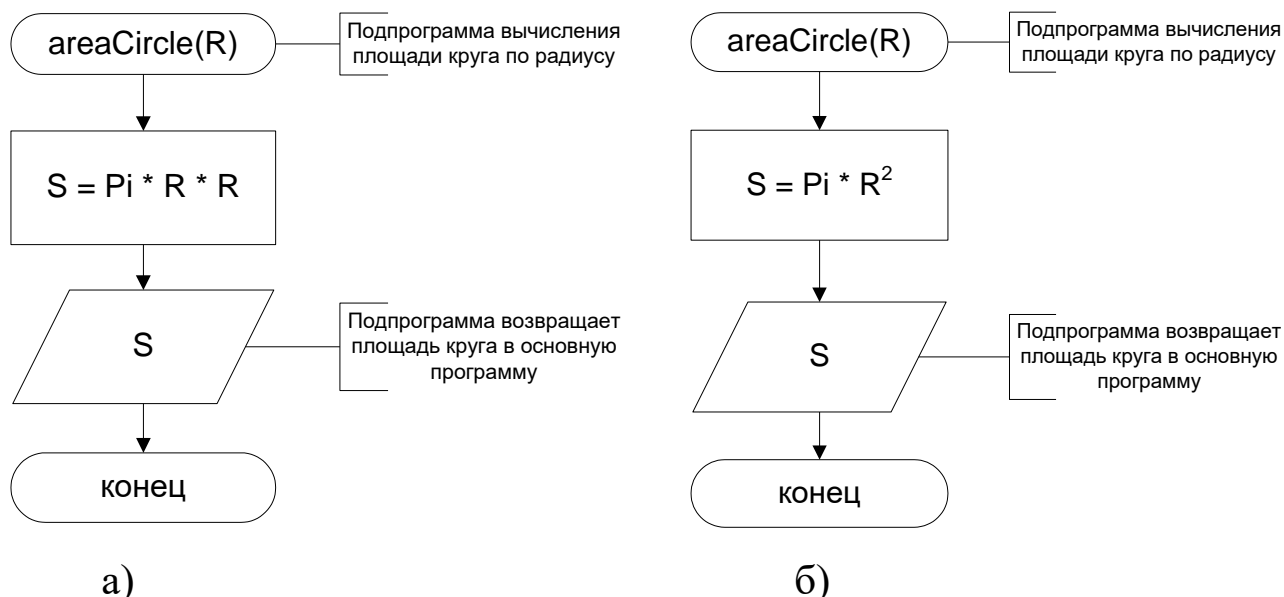 areaCircle(R)
Подпрограмма вычисления
площади круга по радиусу
S = Pi * R * R
S
Подпрограмма возвращает
площадь круга в основную
программу
конец
а)
areaCircle(R)
Подпрограмма вычисления
площади круга по радиусу
S = Pi * R²
S
Подпрограмма возвращает
площадь круга в основную
программу
конец
б)